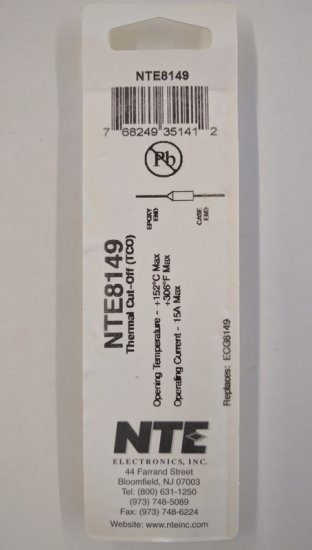 NTE8149
7 68249 35141 2
Pb
EPOXY
END
CASE
END
NTE8149
Thermal Cut-Off (TCO)
Opening Temperature - +152°C Max
+306°F Max
Operating Current - 15A Max
Replaces: ECG8149
NTE
ELECTRONICS, INC.
44 Farrand Street
Bloomfield, NJ 07003
Tel: (800) 631-1250
(973) 748-5089
Fax: (973) 748-6224
Website: www.nteinc.com